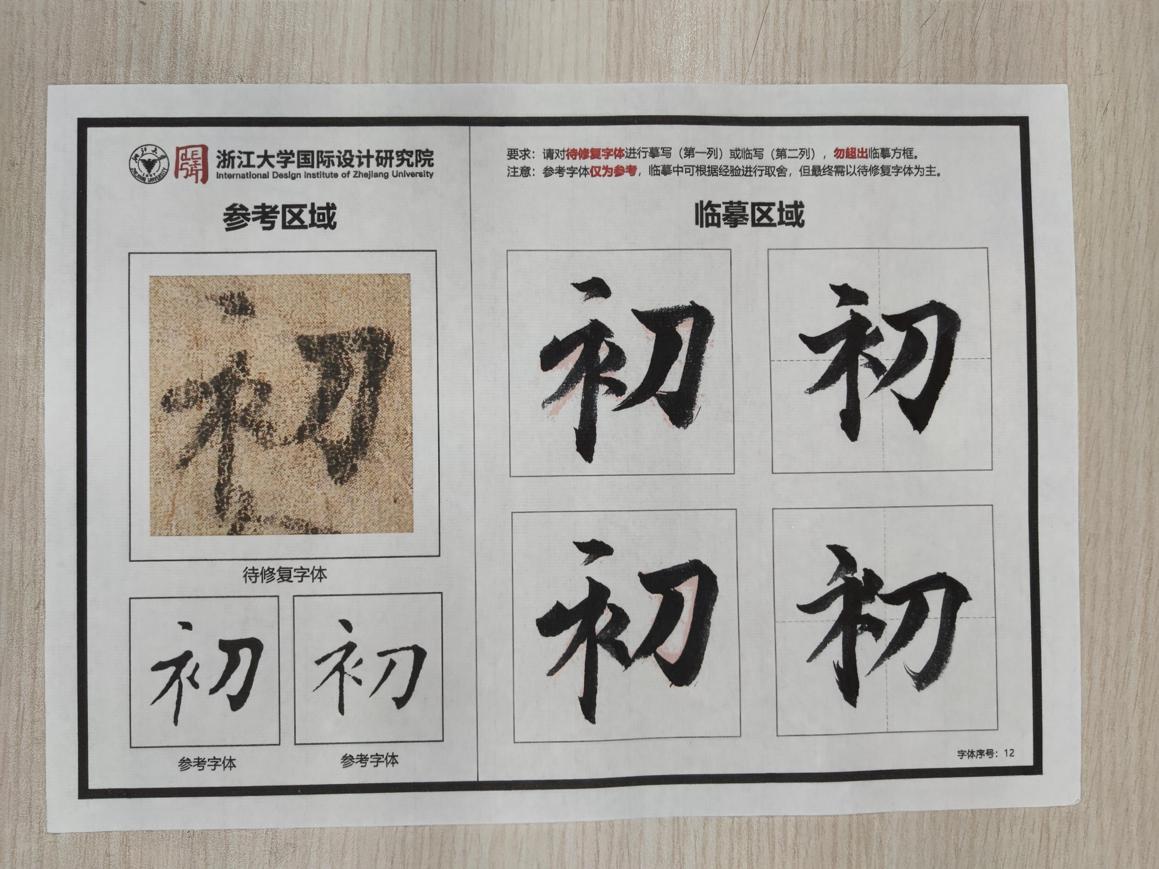 浙江大学国际设计研究院
International Design Institute of Zhejiang University
参考区域
初
待修复字体
初
初
参考字体
参考字体
要求：请对待修复字体进行摹写（第一列）或临写（第二列），勿超出临摹方框。
注意：参考字体仅为参考，临摹中可根据经验进行取舍，但最终需以待修复字体为主。
临摹区域
初
初
初
初
字体序号：12